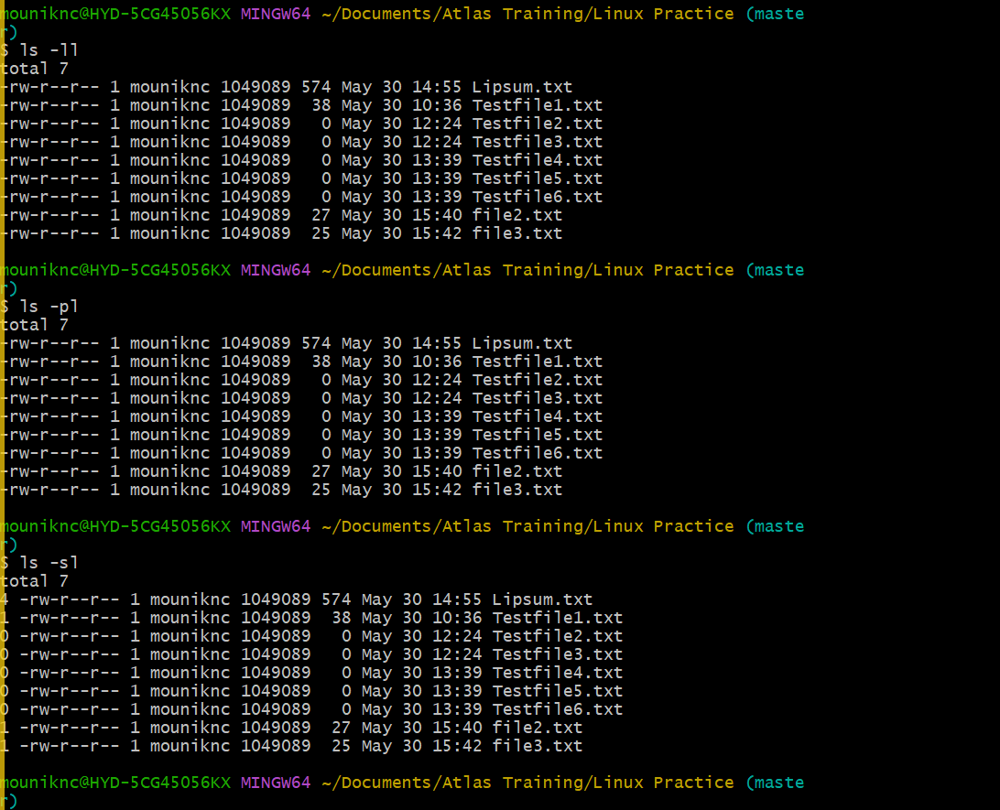 mouniknc@HYD-5CG45056KX MINGW64 ~/Documents/Atlas Training/Linux Practice (maste
r)
$ ls -ll
total 7
-rw-r--r-- 1 mouniknc 1049089 574 May 30 14:55 Lipsum.txt
-rw-r--r-- 1 mouniknc 1049089  38 May 30 10:36 Testfile1.txt
-rw-r--r-- 1 mouniknc 1049089   0 May 30 12:24 Testfile2.txt
-rw-r--r-- 1 mouniknc 1049089   0 May 30 12:24 Testfile3.txt
-rw-r--r-- 1 mouniknc 1049089   0 May 30 13:39 Testfile4.txt
-rw-r--r-- 1 mouniknc 1049089   0 May 30 13:39 Testfile5.txt
-rw-r--r-- 1 mouniknc 1049089   0 May 30 13:39 Testfile6.txt
-rw-r--r-- 1 mouniknc 1049089  27 May 30 15:40 file2.txt
-rw-r--r-- 1 mouniknc 1049089  25 May 30 15:42 file3.txt
mouniknc@HYD-5CG45056KX MINGW64 ~/Documents/Atlas Training/Linux Practice (maste
r)
$ ls -pl
total 7
-rw-r--r-- 1 mouniknc 1049089 574 May 30 14:55 Lipsum.txt
-rw-r--r-- 1 mouniknc 1049089  38 May 30 10:36 Testfile1.txt
-rw-r--r-- 1 mouniknc 1049089   0 May 30 12:24 Testfile2.txt
-rw-r--r-- 1 mouniknc 1049089   0 May 30 12:24 Testfile3.txt
-rw-r--r-- 1 mouniknc 1049089   0 May 30 13:39 Testfile4.txt
-rw-r--r-- 1 mouniknc 1049089   0 May 30 13:39 Testfile5.txt
-rw-r--r-- 1 mouniknc 1049089   0 May 30 13:39 Testfile6.txt
-rw-r--r-- 1 mouniknc 1049089  27 May 30 15:40 file2.txt
-rw-r--r-- 1 mouniknc 1049089  25 May 30 15:42 file3.txt
mouniknc@HYD-5CG45056KX MINGW64 ~/Documents/Atlas Training/Linux Practice (maste
r)
$ ls -sl
total 7
4 -rw-r--r-- 1 mouniknc 1049089 574 May 30 14:55 Lipsum.txt
1 -rw-r--r-- 1 mouniknc 1049089  38 May 30 10:36 Testfile1.txt
0 -rw-r--r-- 1 mouniknc 1049089   0 May 30 12:24 Testfile2.txt
0 -rw-r--r-- 1 mouniknc 1049089   0 May 30 12:24 Testfile3.txt
0 -rw-r--r-- 1 mouniknc 1049089   0 May 30 13:39 Testfile4.txt
0 -rw-r--r-- 1 mouniknc 1049089   0 May 30 13:39 Testfile5.txt
0 -rw-r--r-- 1 mouniknc 1049089   0 May 30 13:39 Testfile6.txt
1 -rw-r--r-- 1 mouniknc 1049089  27 May 30 15:40 file2.txt
1 -rw-r--r-- 1 mouniknc 1049089  25 May 30 15:42 file3.txt
mouniknc@HYD-5CG45056KX MINGW64 ~/Documents/Atlas Training/Linux Practice (maste
r)